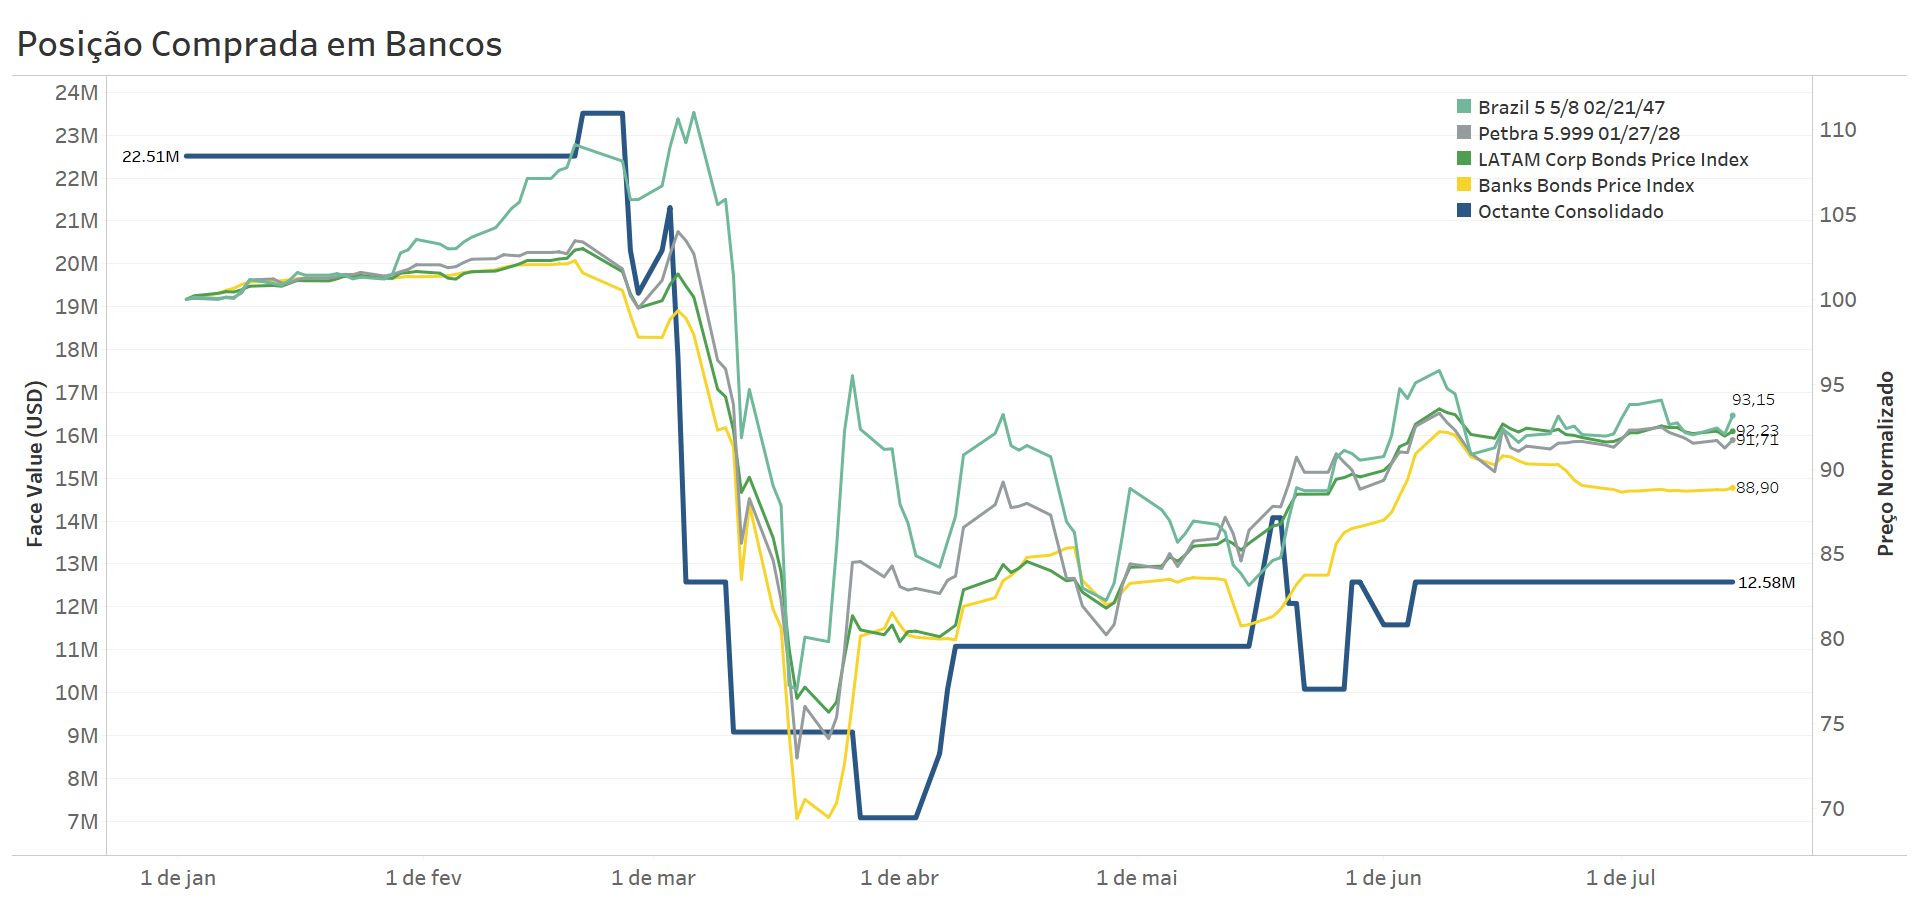 Posição Comprada em Bancos
24M
23M
22M
21M
20M
19M
18M
17M
16M
15M
14M
13M
12M
11M
10M
9M
8M
7M
Face Value (USD)
22.51M
Brazil 5 5/8 02/21/47
Petbra 5.999 01/27/28
LATAM Corp Bonds Price Index
Banks Bonds Price Index
Octante Consolidado
93,15
92,23
91,71
88,90
12.58M
110
105
100
95
90
85
80
75
70
Preço Normalizado
1 de jan
1 de fev
1 de mar
1 de abr
1 de mai
1 de jun
1 de jul